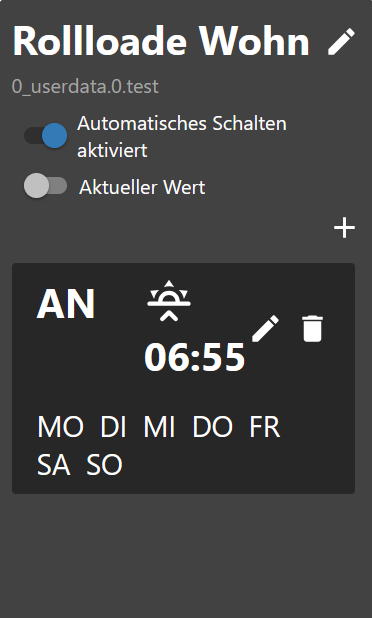 Rollloade Wohn
0_userdata.0.test
Automatisches Schalten
aktiviert
Aktueller Wert
AN
06:55
MO DI MI DO FR
SA SO